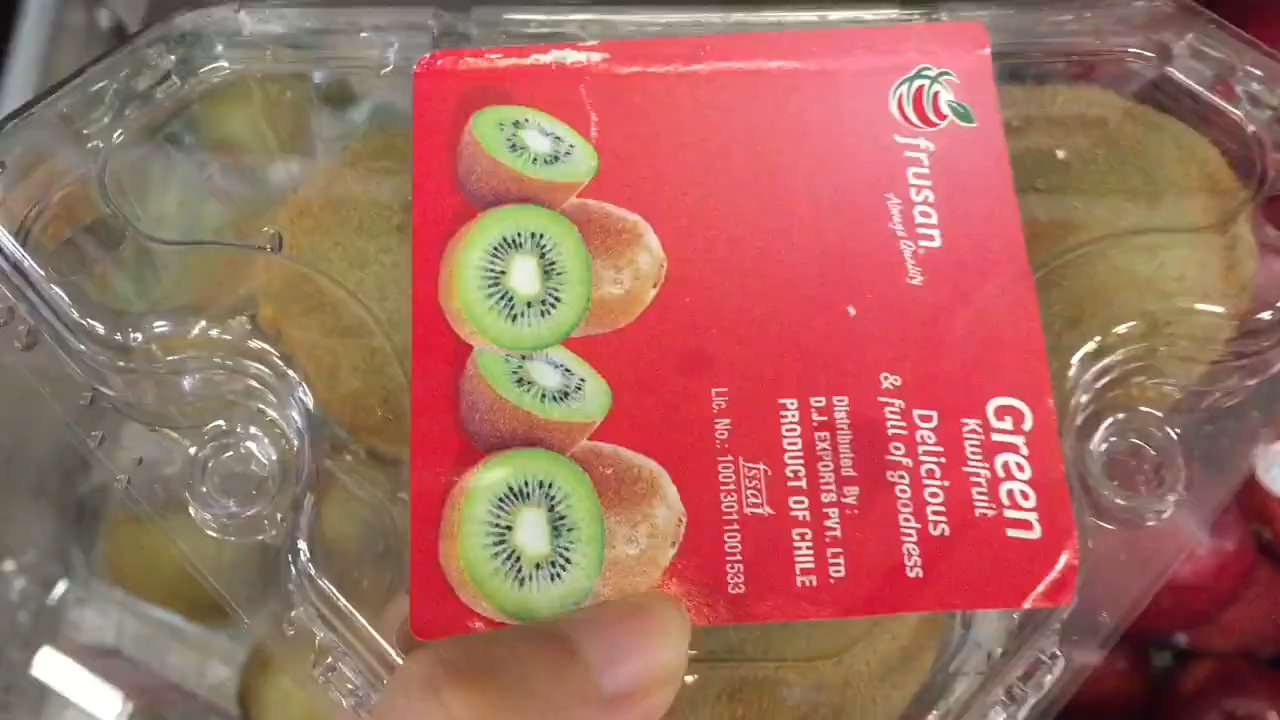 frusan
Always Quality
Green
Kiwifruit
Delicious
& full of goodness
Distributed By :
D.J. EXPORTS PVT. LTD.
PRODUCT OF CHILE
fssai
Lic. No.: 10013011001533